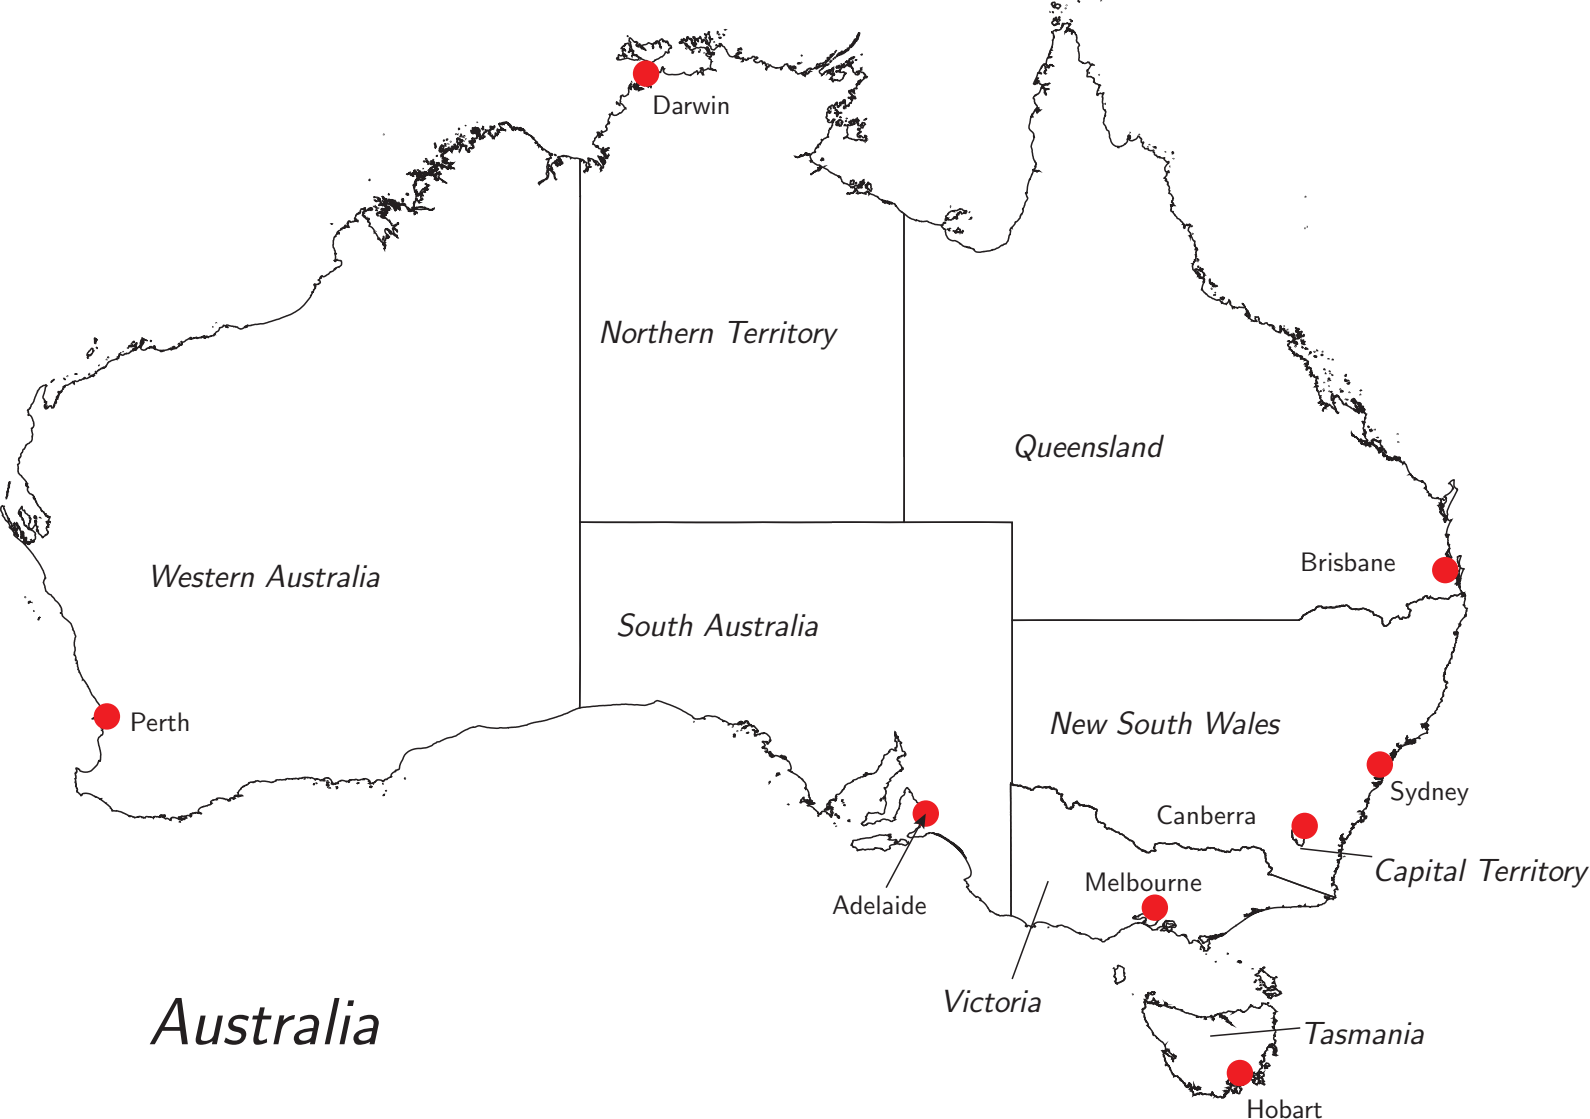 Darwin
Northern Territory
Queensland
Brisbane
Western Australia
South Australia
Perth
New South Wales
Sydney
Canberra
Capital Territory
Melbourne
Adelaide
Victoria
Australia
Tasmania
Hobart